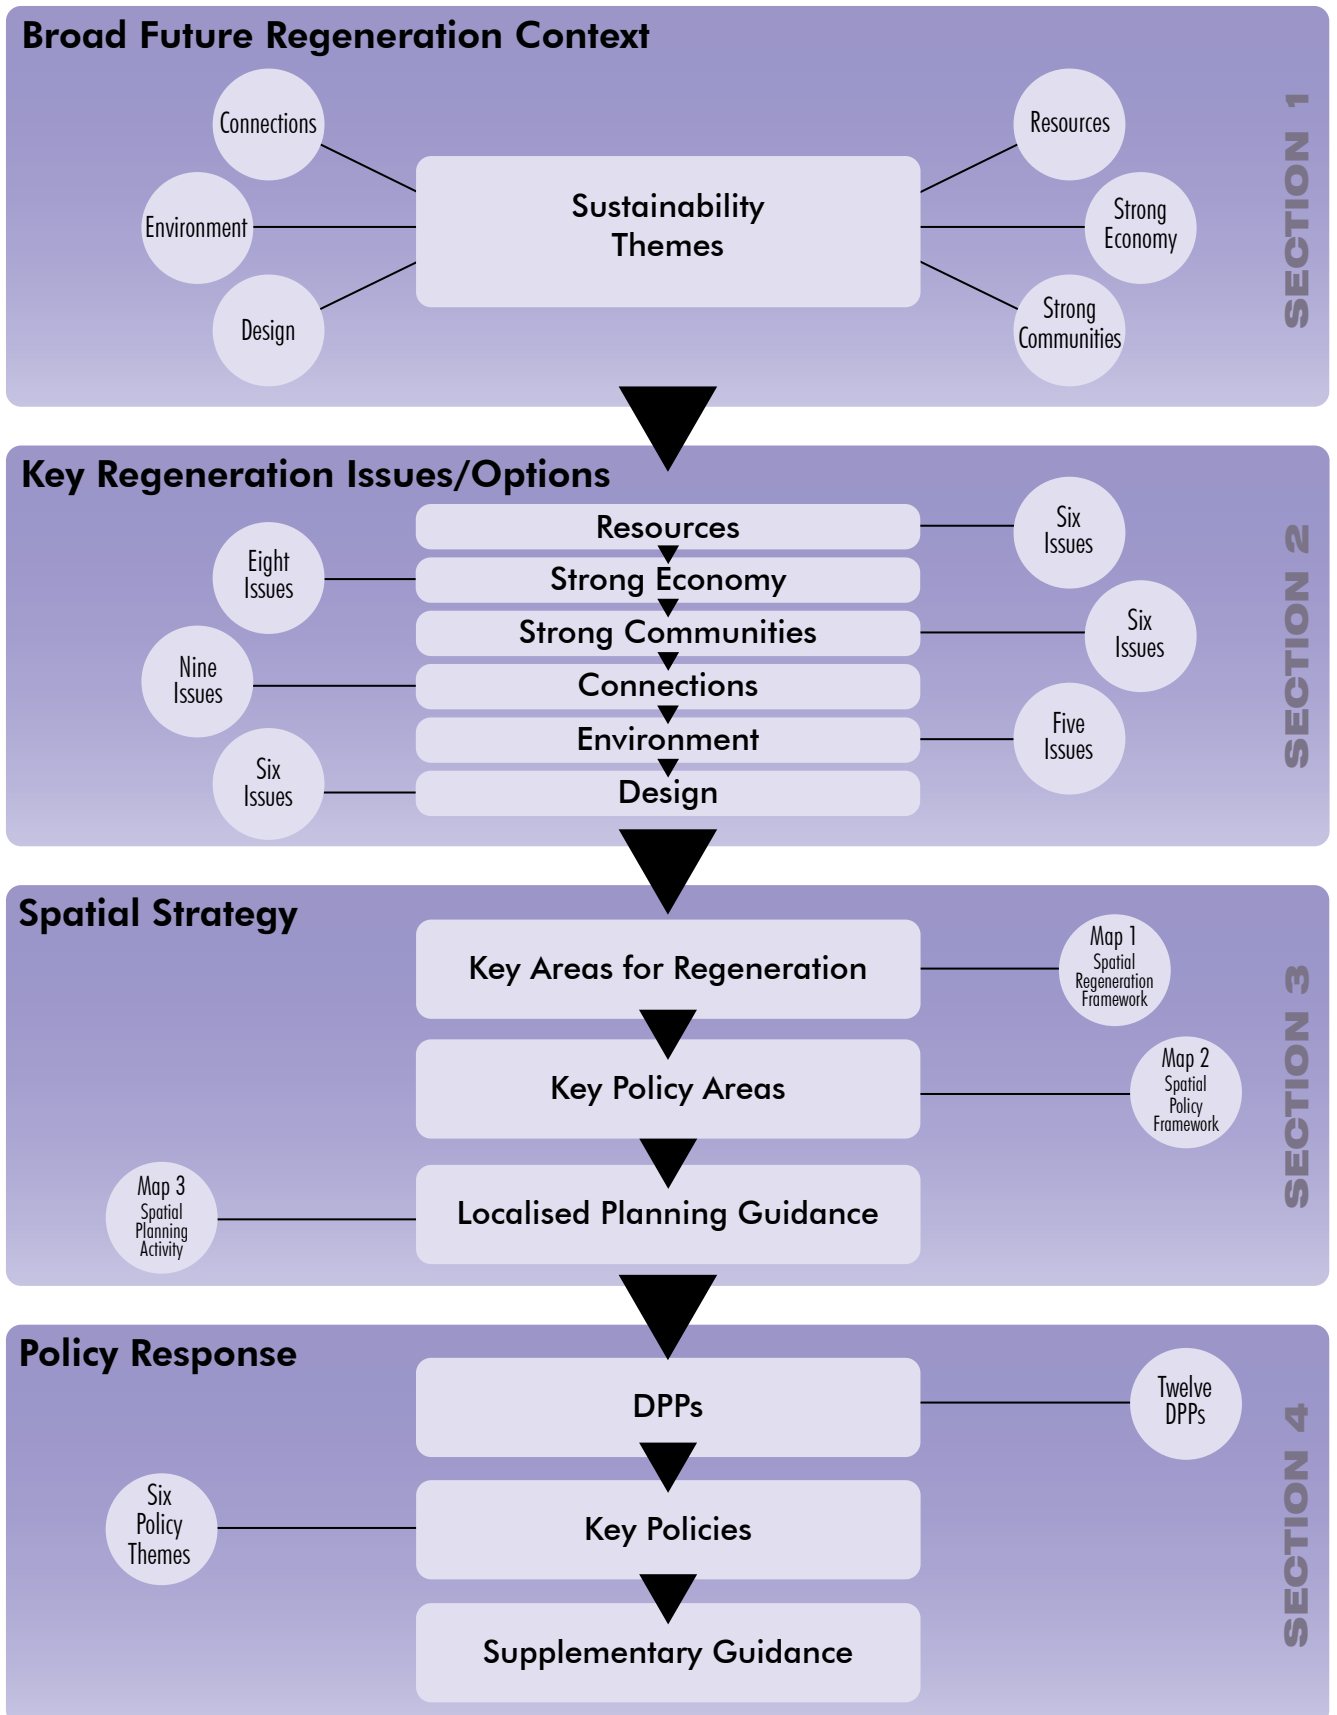 Broad Future Regeneration Context
Connections
Environment
Design
Sustainability
Themes
Resources
Strong
Economy
Strong
Communities
SECTION 1
Key Regeneration Issues/Options
Resources
Six
Issues
Eight
Issues
Strong Economy
Strong Communities
Six
Issues
Nine
Issues
Connections
Environment
Five
Issues
Six
Issues
Design
SECTION 2
Spatial Strategy
Key Areas for Regeneration
Map 1
Spatial
Regeneration
Framework
Key Policy Areas
Map 2
Spatial
Policy
Framework
Map 3
Spatial
Planning
Activity
Localised Planning Guidance
SECTION 3
Policy Response
DPPs
Twelve
DPPs
Six
Policy
Themes
Key Policies
Supplementary Guidance
SECTION 4